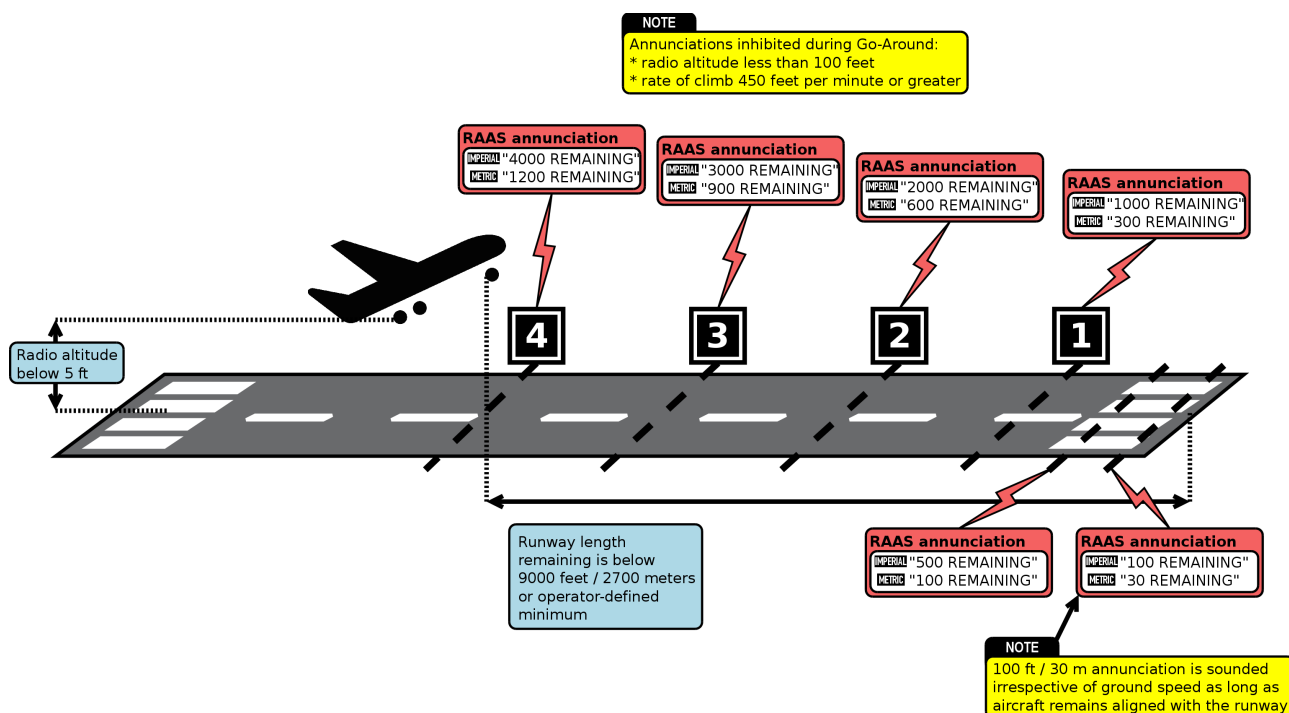 NOTE
Annunciations inhibited during Go-Around:
* radio altitude less than 100 feet
* rate of climb 450 feet per minute or greater
RAAS annunciation
IMPERIAL "4000 REMAINING"
METRIC "1200 REMAINING"
RAAS annunciation
IMPERIAL "3000 REMAINING"
METRIC "900 REMAINING"
RAAS annunciation
IMPERIAL "2000 REMAINING"
METRIC "600 REMAINING"
RAAS annunciation
IMPERIAL "1000 REMAINING"
METRIC "300 REMAINING"
4
3
2
1
Radio altitude
below 5 ft
Runway length
remaining is below
9000 feet / 2700 meters
or operator-defined
minimum
RAAS annunciation
IMPERIAL "500 REMAINING"
METRIC "100 REMAINING"
RAAS annunciation
IMPERIAL "100 REMAINING"
METRIC "30 REMAINING"
NOTE
100 ft / 30 m annunciation is sounded
irrespective of ground speed as long as
aircraft remains aligned with the runway